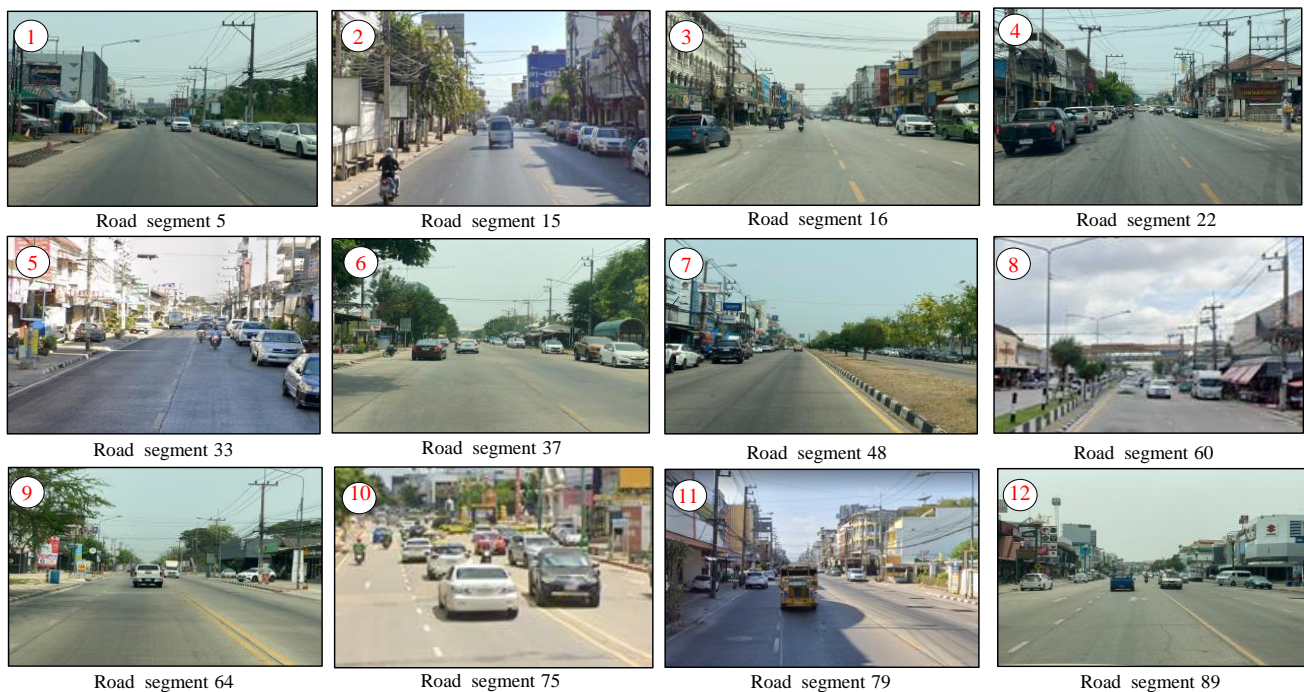 1
2
3
4
Road segment 5
Road segment 15
Road segment 16
Road segment 22
5
6
7
8
Road segment 33
Road segment 37
Road segment 48
Road segment 60
9
10
11
12
Road segment 64
Road segment 75
Road segment 79
Road segment 89